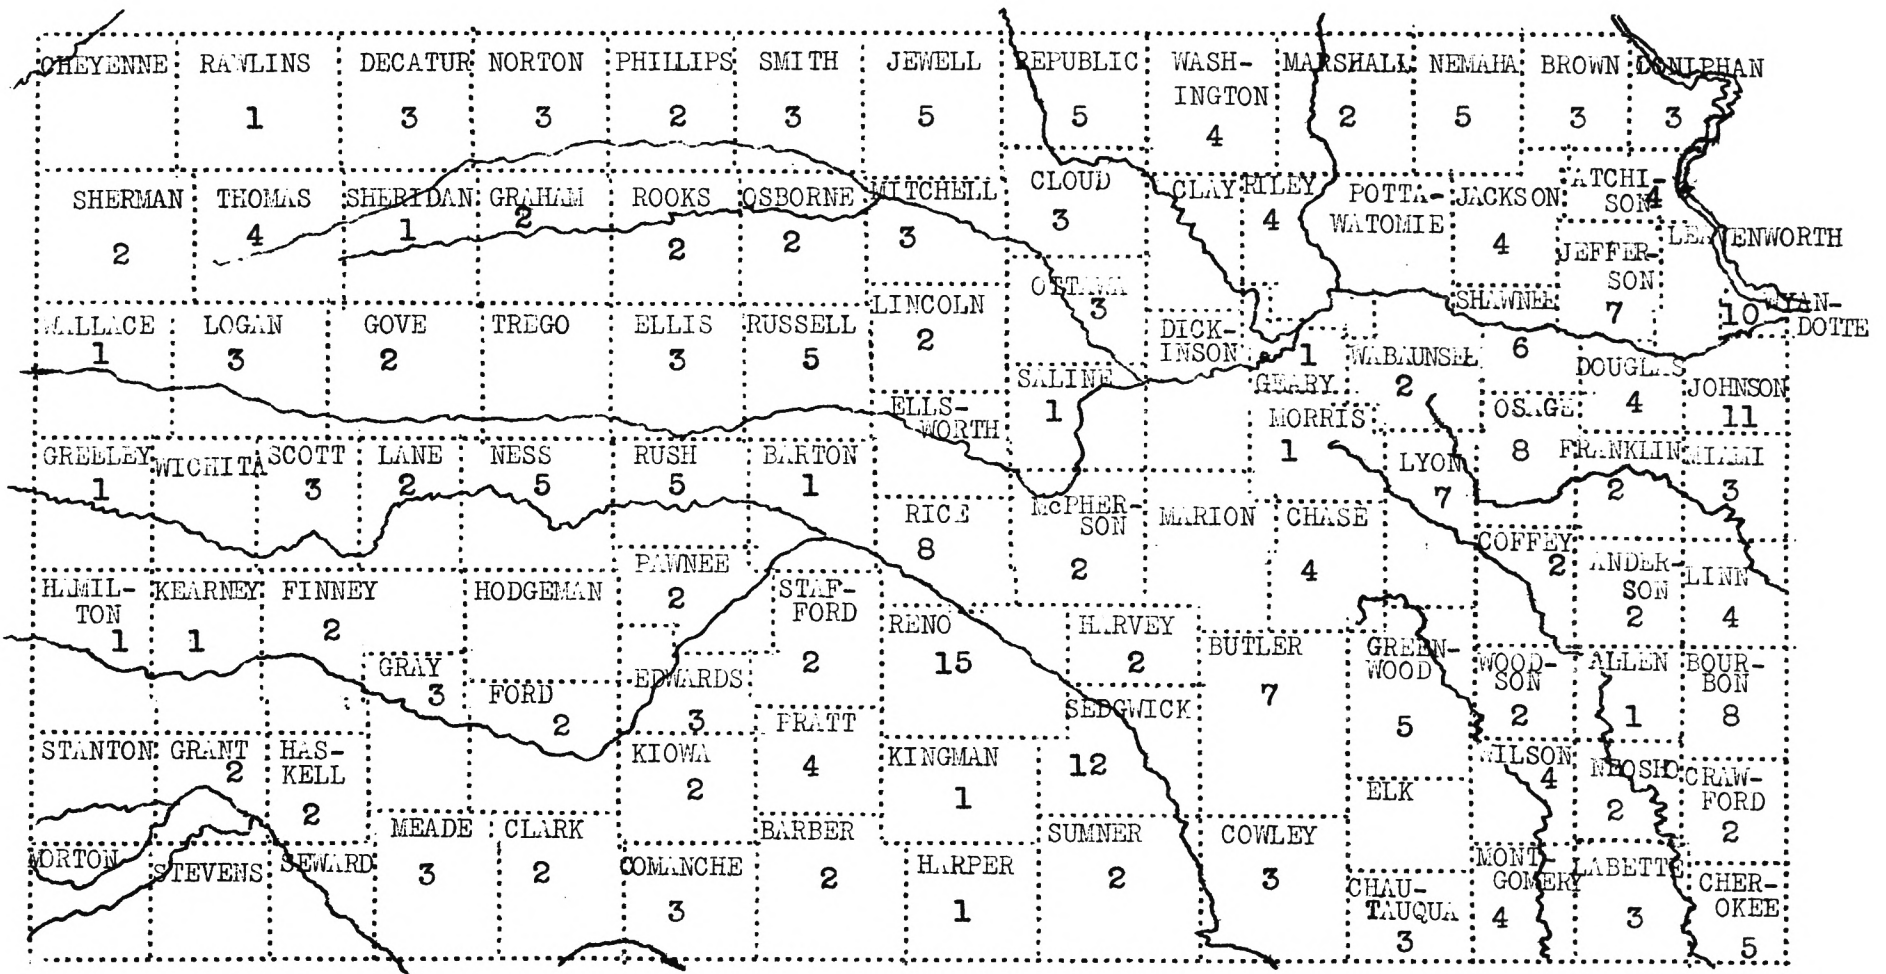 CHEYENNE RAWLINS DECATUR NORTON PHILLIPS SMITH JEWELL REPUBLIC WASH- MARSHALL NEMAHA BROWN DONIPHAN
INGTON
1 3 3 2 3 5 5 4 2 5 3 3
SHERMAN THOMAS SHERIDAN GRAHAM ROOKS OSBORNE MITCHELL CLOUD CLAY RILEY POTTA- JACKSON ATCHI-
WATOMIE SON 4
2 4 1 2 2 2 3 3 4 4
JEFFER- LEAVENWORTH
SON
7
WALLACE LOGAN GOVE TREGO ELLIS RUSSELL LINCOLN OTTAWA DICK- SHAWNEE WYAN-
INSON DOTTE
1 3 2 3 5 2 3 6 10
SALINE GEARY WABAUNSEE DOUGLAS JOHNSON
1 1 2 4 11
ELLS- MORRIS OSAGE
WORTH
1 8
GREELEY WICHITA SCOTT LANE NESS RUSH BARTON LYON FRANKLIN MIAMI
1 3 2 5 5 1 7 2 3
RICE McPHER- MARION CHASE COFFEY
SON
8 2 4 2
HAMIL- KEARNEY FINNEY HODGEMAN PAWNEE STAF- ANDER- LINN
TON FORD SON
1 1 2 2 2 2 4
GRAY FORD EDWARDS RENO HARVEY BUTLER GREEN- WOOD- ALLEN BOUR-
WOOD SON BON
3 2 3 15 2 7 5 2 1 8
STANTON GRANT HAS- KIOWA PRATT KINGMAN SEDGWICK ELK WILSON NEOSHO CRAW-
KELL FORD
2 2 2 4 1 12 4 2 2
MORTON STEVENS SEWARD MEADE CLARK COMANCHE BARBER HARPER SUMNER COWLEY CHAU- MONT- LABETTE CHER-
TAUQUA GOMERY OKEE
3 2 3 2 1 2 3 3 4 3 5